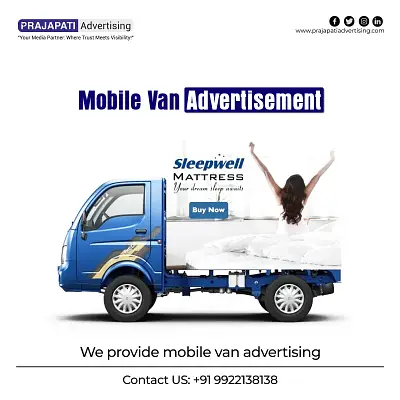 PRAJAPATI Advertising
"Your Media Partner: Where Trust Meets Visibility!"
www.prajapatiadvertising.com
Mobile Van Advertisement
Sleepwell
MATTRESS
Your dream sleep awaits
Buy Now
We provide mobile van advertising
Contact US: +91 9922138138